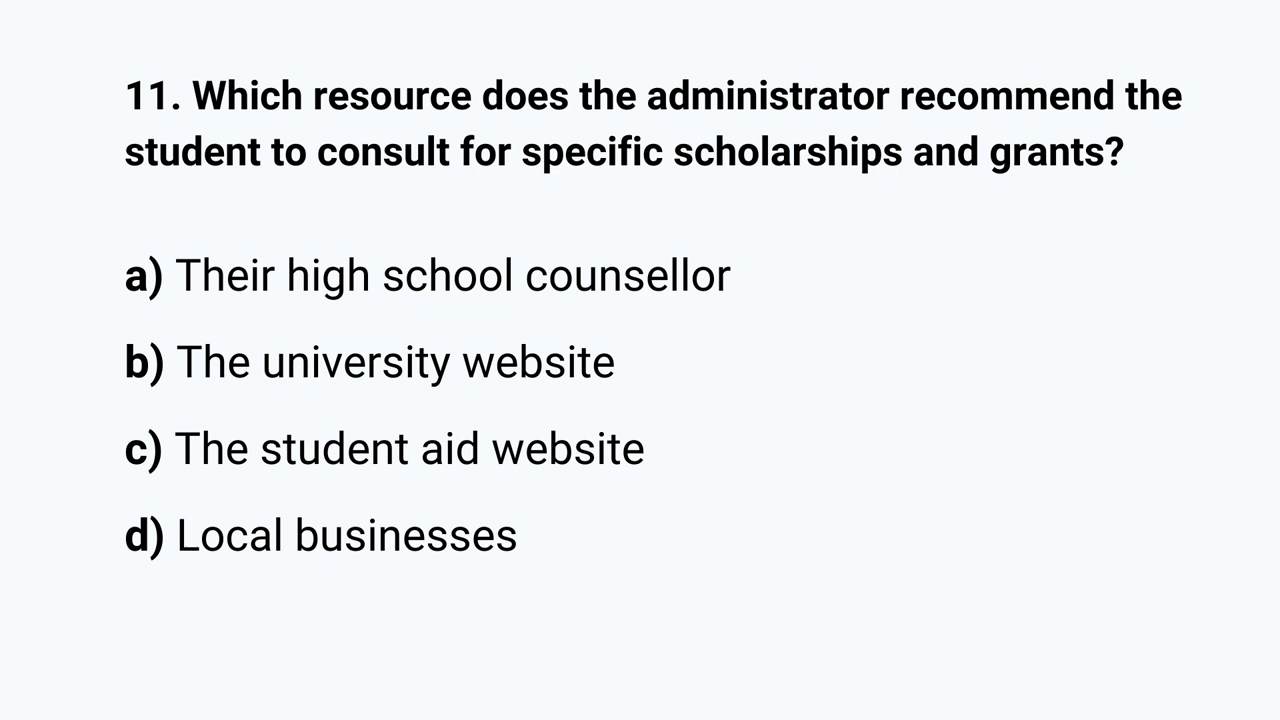 11. Which resource does the administrator recommend the
student to consult for specific scholarships and grants?
a) Their high school counsellor
b) The university website
c) The student aid website
d) Local businesses